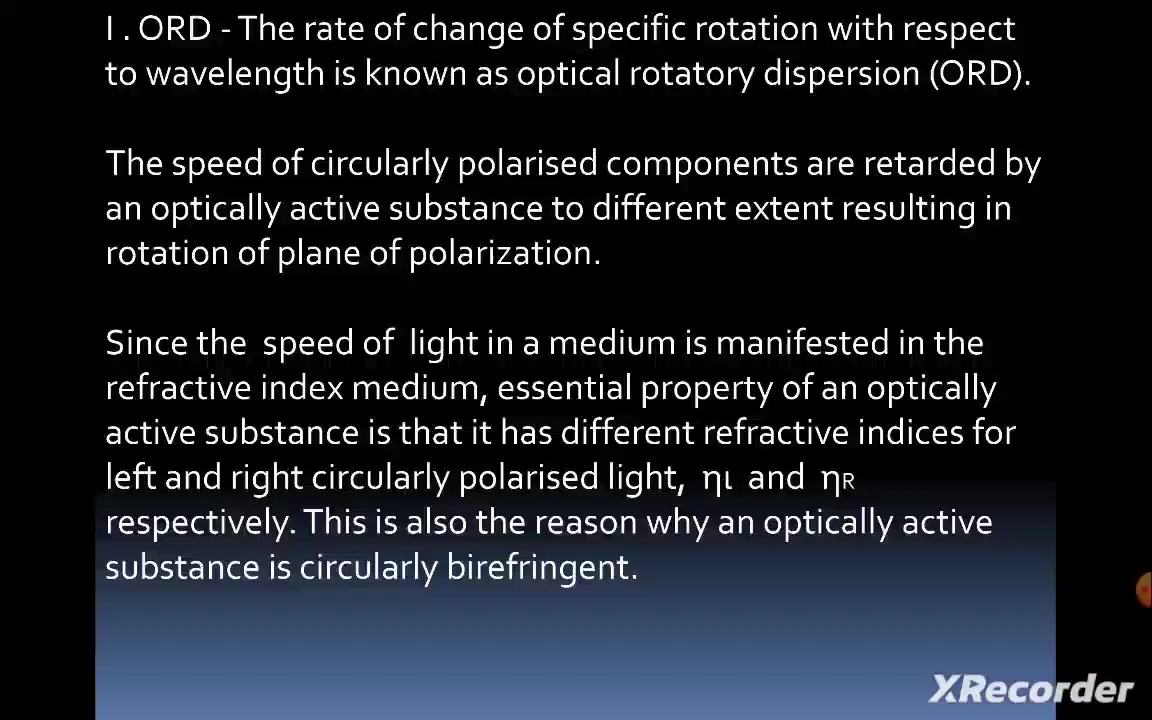 I . ORD - The rate of change of specific rotation with respect
to wavelength is known as optical rotatory dispersion (ORD).
The speed of circularly polarised components are retarded by
an optically active substance to different extent resulting in
rotation of plane of polarization.
Since the speed of light in a medium is manifested in the
refractive index medium, essential property of an optically
active substance is that it has different refractive indices for
left and right circularly polarised light, ηι and ηR
respectively. This is also the reason why an optically active
substance is circularly birefringent.
XRecorder